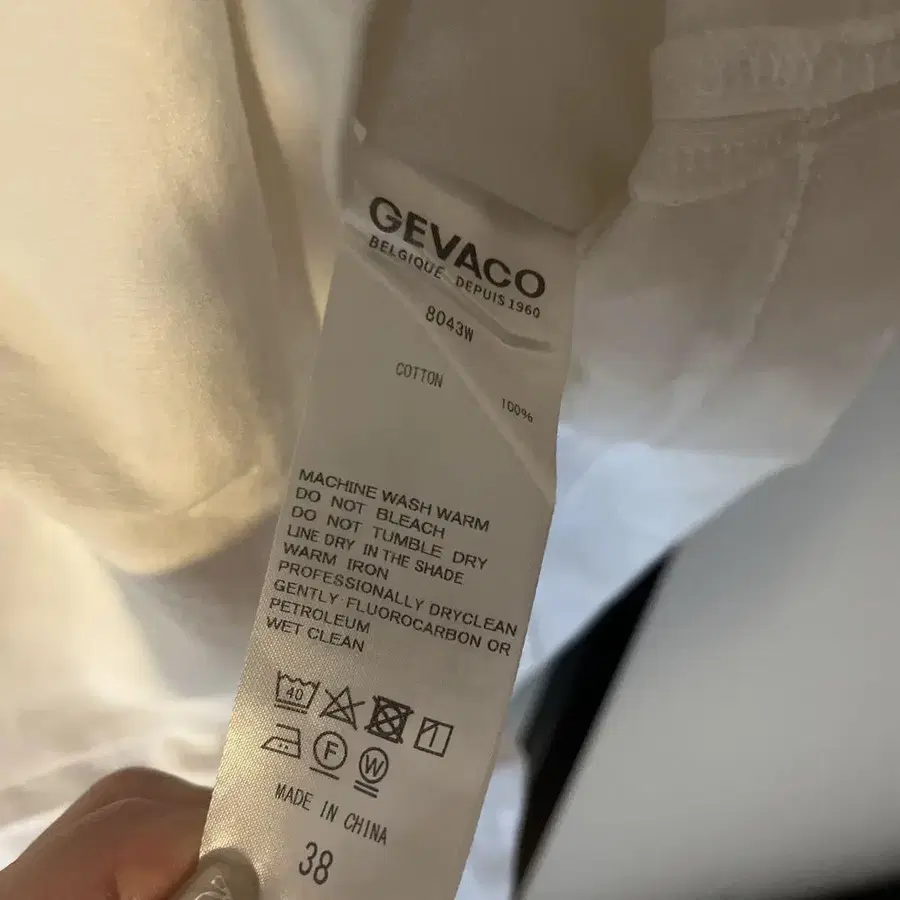 GEVACO
BELGIQUE DEPUIS 1960
8043W
COTTON 100%
MACHINE WASH WARM
DO NOT BLEACH
DO NOT TUMBLE DRY
LINE DRY IN THE SHADE
WARM IRON
PROFESSIONALLY DRYCLEAN
GENTLY FLUOROCARBON OR
PETROLEUM
WET CLEAN
40
F W
MADE IN CHINA
38